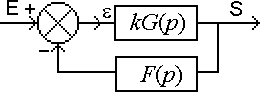 E + ε kG(p) S
− F(p)